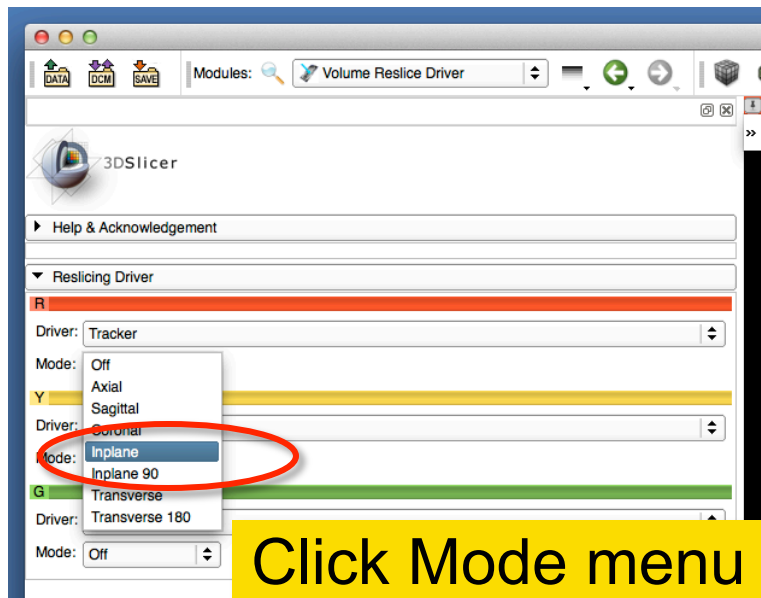 DATA DCM SAVE Modules: Volume Reslice Driver
»
3DSlicer
Help & Acknowledgement
Reslicing Driver
R
Driver: Tracker
Mode: Off
Axial
Y
Sagittal
Driver: Coronal
Mode: Inplane
Inplane 90
G
Transverse
Driver: Transverse 180
Mode: Off
Click Mode menu